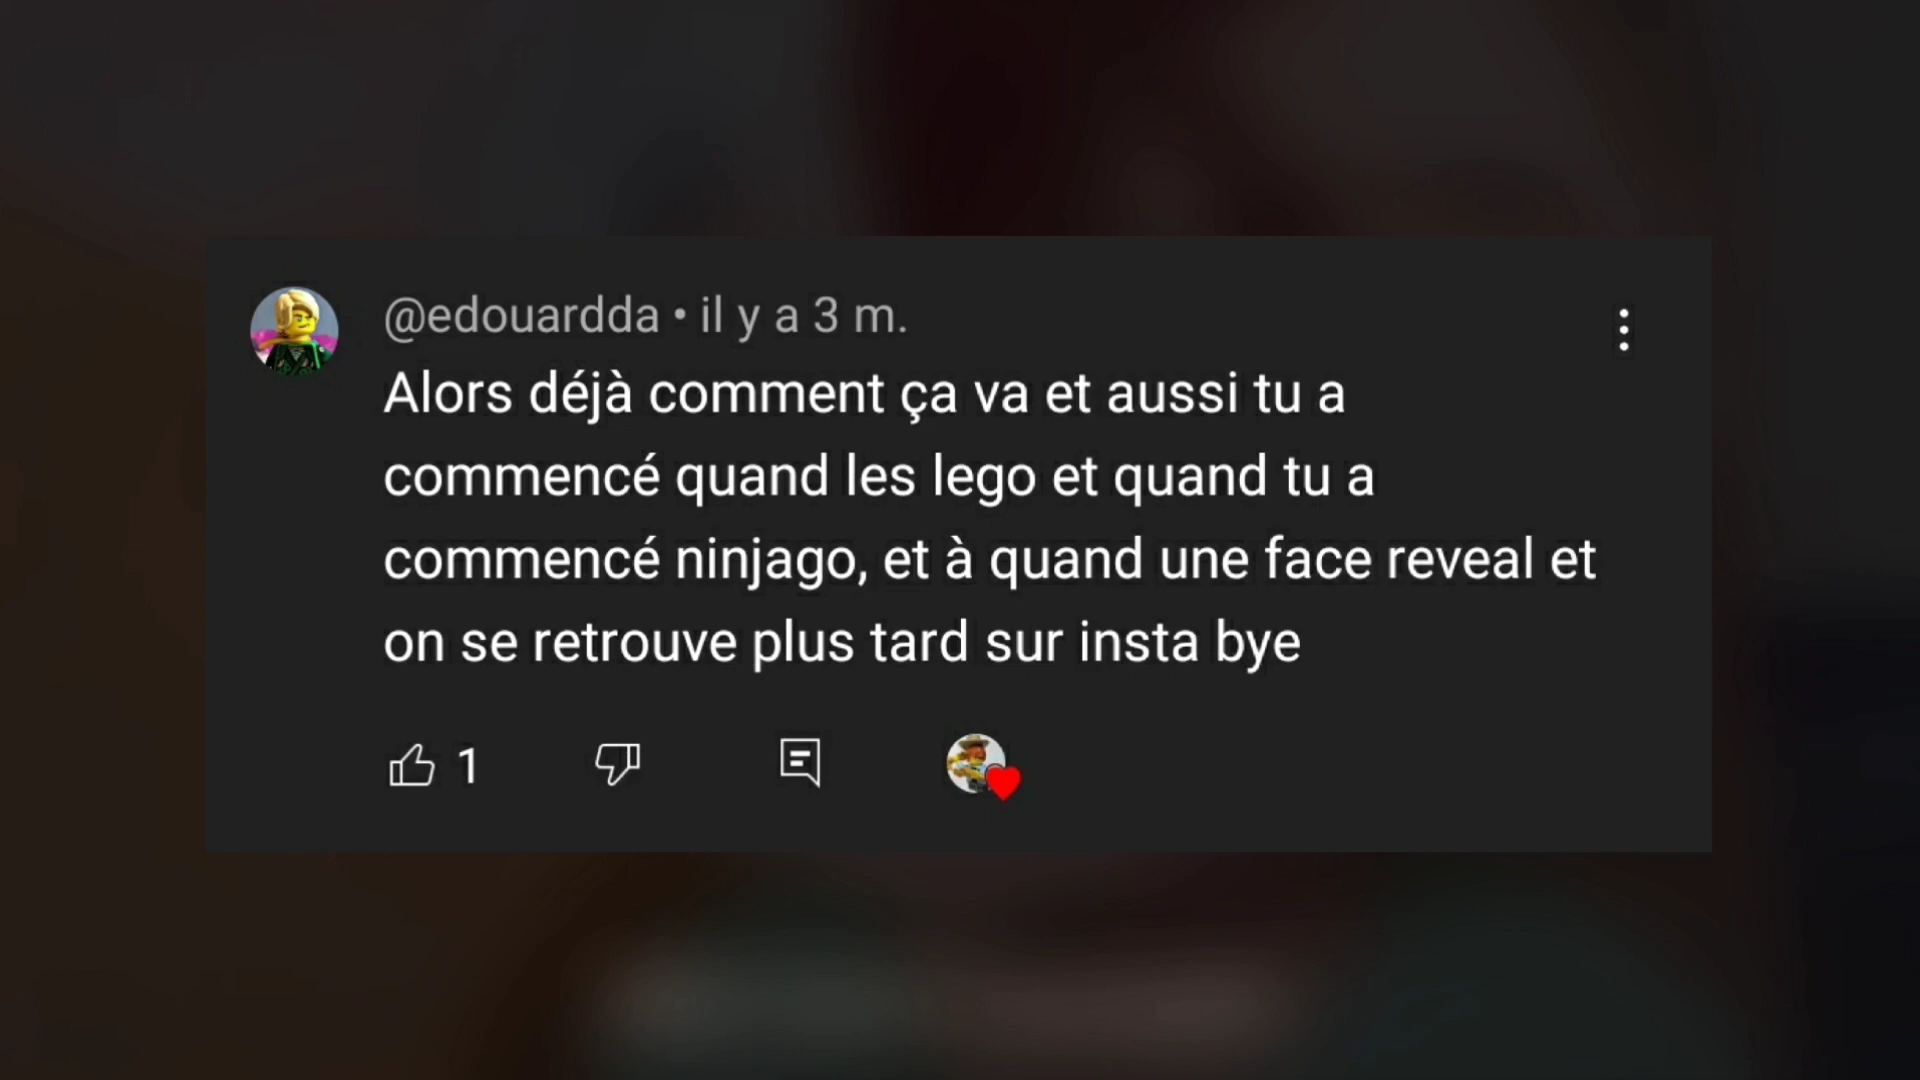 @edouardda • il y a 3 m.
Alors déjà comment ça va et aussi tu a
commencé quand les lego et quand tu a
commencé ninjago, et à quand une face reveal et
on se retrouve plus tard sur insta bye
1